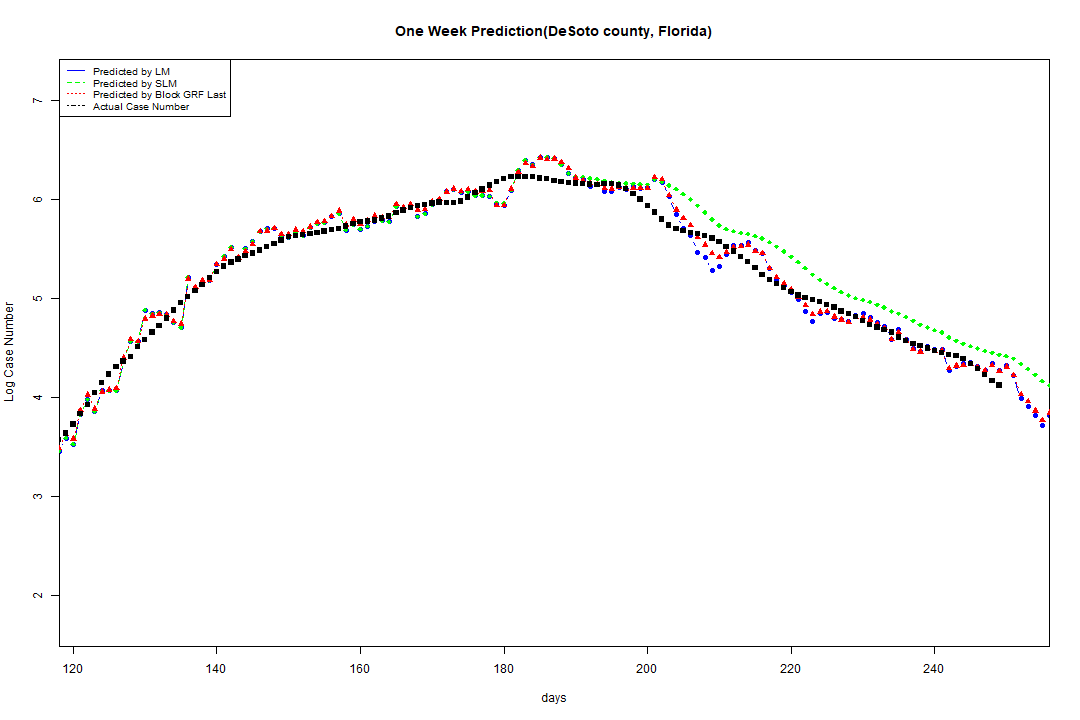 One Week Prediction(DeSoto county, Florida)
Predicted by LM
Predicted by SLM
Predicted by Block GRF Last
Actual Case Number
7
6
5
4
3
2
Log Case Number
120 140 160 180 200 220 240
days